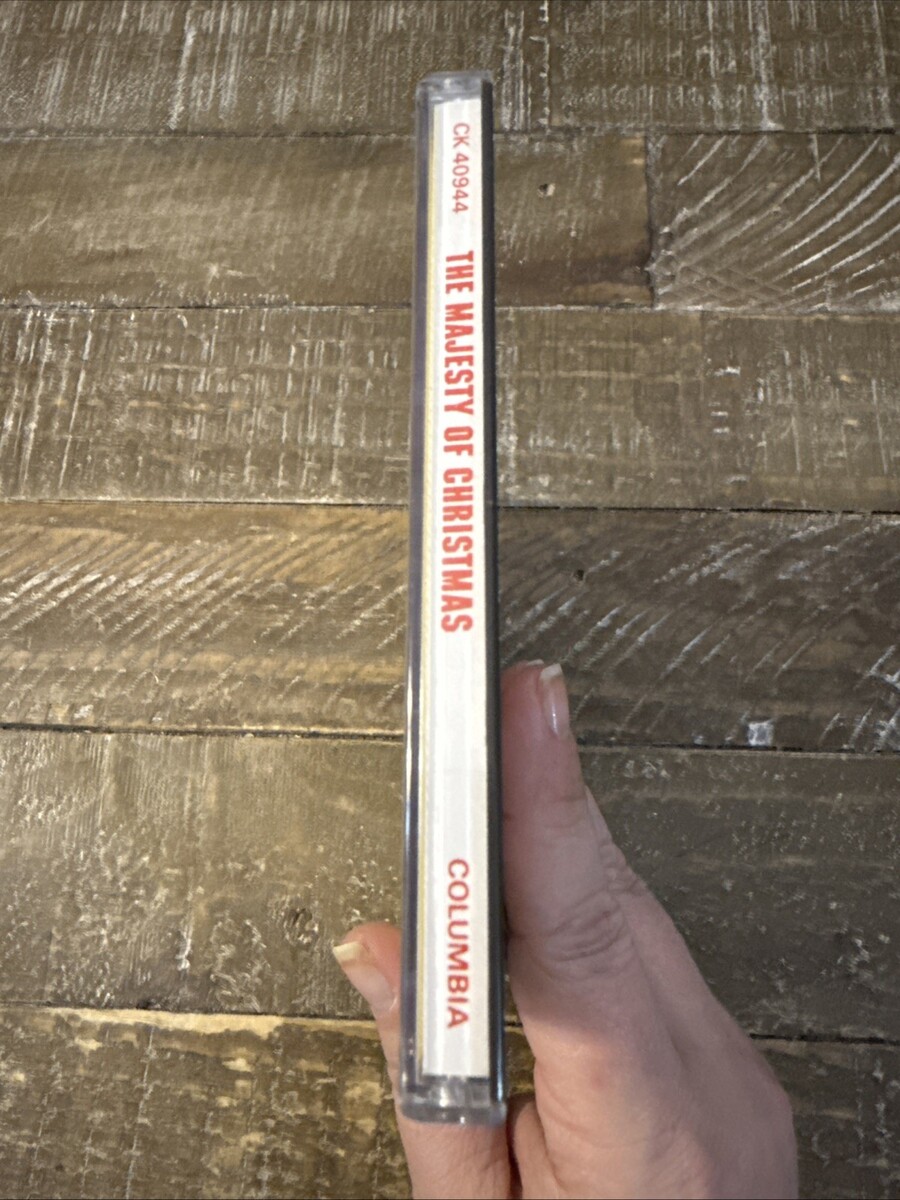 CK 40944
THE MAJESTY OF CHRISTMAS
COLUMBIA